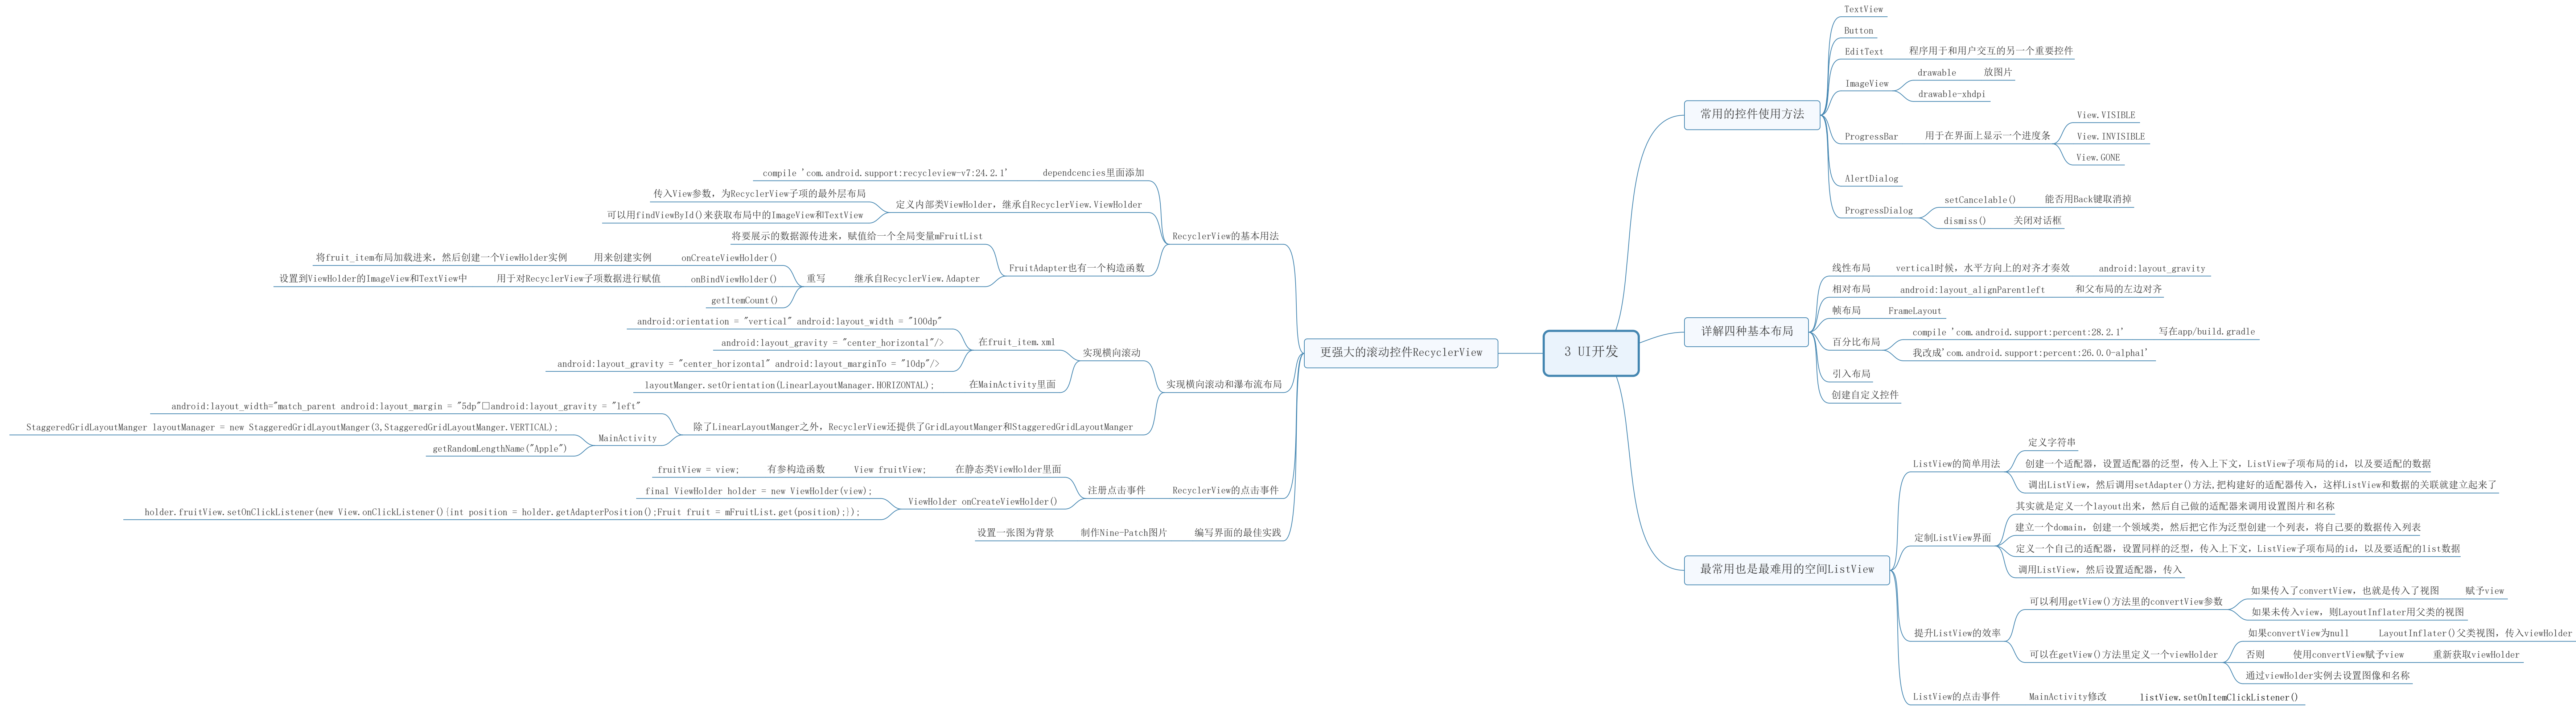 3 UI开发
常用的控件使用方法
TextView
Button
EditText 程序用于和用户交互的另一个重要控件
ImageView
drawable 放图片
drawable-xhdpi
ProgressBar 用于在界面上显示一个进度条
View.VISIBLE
View.INVISIBLE
View.GONE
AlertDialog
ProgressDialog
setCancelable() 能否用Back键取消掉
dismiss() 关闭对话框
详解四种基本布局
线性布局 vertical时候，水平方向上的对齐才奏效 android:layout_gravity
相对布局 android:layout_alignParentleft 和父布局的左边对齐
帧布局 FrameLayout
百分比布局
compile 'com.android.support:percent:28.2.1' 写在app/build.gradle
我改成'com.android.support:percent:26.0.0-alpha1'
引入布局
创建自定义控件
最常用也是最难用的空间ListView
ListView的简单用法
定义字符串
创建一个适配器，设置适配器的泛型，传入上下文，ListView子项布局的id，以及要适配的数据
调出ListView，然后调用setAdapter()方法,把构建好的适配器传入，这样ListView和数据的关联就建立起来了
定制ListView界面
其实就是定义一个layout出来，然后自己做的适配器来调用设置图片和名称
建立一个domain，创建一个领域类，然后把它作为泛型创建一个列表，将自己要的数据传入列表
定义一个自己的适配器，设置同样的泛型，传入上下文，ListView子项布局的id，以及要适配的list数据
调用ListView，然后设置适配器，传入
提升ListView的效率
可以利用getView()方法里的convertView参数
如果传入了convertView，也就是传入了视图 赋予view
如果未传入view，则LayoutInflater用父类的视图
可以在getView()方法里定义一个viewHolder
如果convertView为null LayoutInflater()父类视图，传入viewHolder
否则 使用convertView赋予view 重新获取viewHolder
通过viewHolder实例去设置图像和名称
ListView的点击事件 MainActivity修改 listView.setOnItemClickListener()
更强大的滚动控件RecyclerView
RecyclerView的基本用法
compile 'com.android.support:recycleview-v7:24.2.1' dependcencies里面添加
定义内部类ViewHolder，继承自RecyclerView.ViewHolder
传入View参数，为RecyclerView子项的最外层布局
可以用findViewById()来获取布局中的ImageView和TextView
FruitAdapter也有一个构造函数
将要展示的数据源传进来，赋值给一个全局变量mFruitList
重写 继承自RecyclerView.Adapter
将fruit_item布局加载进来，然后创建一个ViewHolder实例 用来创建实例 onCreateViewHolder()
设置到ViewHolder的ImageView和TextView中 用于对RecyclerView子项数据进行赋值 onBindViewHolder()
getItemCount()
实现横向滚动和瀑布流布局
实现横向滚动
在fruit_item.xml
android:orientation = "vertical" android:layout_width = "100dp"
android:layout_gravity = "center_horizontal"/>
android:layout_gravity = "center_horizontal" android:layout_marginTo = "10dp"/>
layoutManger.setOrientation(LinearLayoutManager.HORIZONTAL); 在MainActivity里面
除了LinearLayoutManger之外，RecyclerView还提供了GridLayoutManger和StaggeredGridLayoutManger
android:layout_width="match_parent android:layout_margin = "5dp"□android:layout_gravity = "left"
MainActivity
StaggeredGridLayoutManger layoutManager = new StaggeredGridLayoutManger(3,StaggeredGridLayoutManger.VERTICAL);
getRandomLengthName("Apple")
注册点击事件 RecyclerView的点击事件
fruitView = view; 有参构造函数 View fruitView; 在静态类ViewHolder里面
ViewHolder onCreateViewHolder()
final ViewHolder holder = new ViewHolder(view);
holder.fruitView.setOnClickListener(new View.onClickListener(){int position = holder.getAdapterPosition();Fruit fruit = mFruitList.get(position);});
设置一张图为背景 制作Nine-Patch图片 编写界面的最佳实践